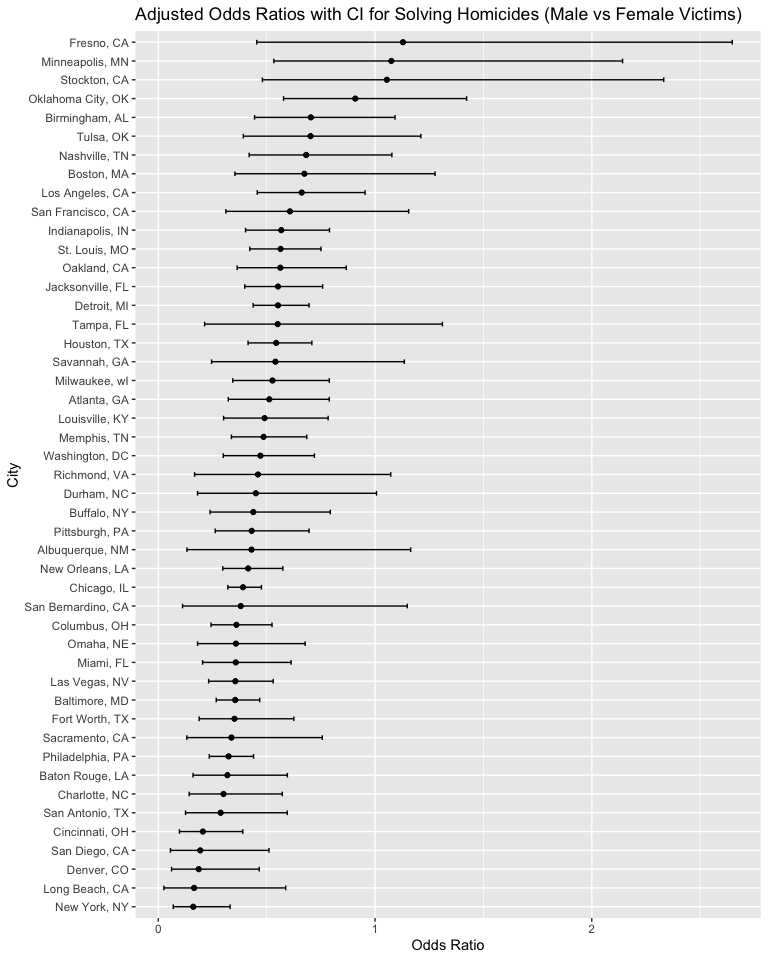 Adjusted Odds Ratios with CI for Solving Homicides (Male vs Female Victims)
Fresno, CA
Minneapolis, MN
Stockton, CA
Oklahoma City, OK
Birmingham, AL
Tulsa, OK
Nashville, TN
Boston, MA
Los Angeles, CA
San Francisco, CA
Indianapolis, IN
St. Louis, MO
Oakland, CA
Jacksonville, FL
Detroit, MI
Tampa, FL
Houston, TX
Savannah, GA
Milwaukee, wI
Atlanta, GA
Louisville, KY
Memphis, TN
Washington, DC
Richmond, VA
Durham, NC
Buffalo, NY
Pittsburgh, PA
Albuquerque, NM
New Orleans, LA
Chicago, IL
San Bernardino, CA
Columbus, OH
Omaha, NE
Miami, FL
Las Vegas, NV
Baltimore, MD
Fort Worth, TX
Sacramento, CA
Philadelphia, PA
Baton Rouge, LA
Charlotte, NC
San Antonio, TX
Cincinnati, OH
San Diego, CA
Denver, CO
Long Beach, CA
New York, NY
City
0 1 2
Odds Ratio